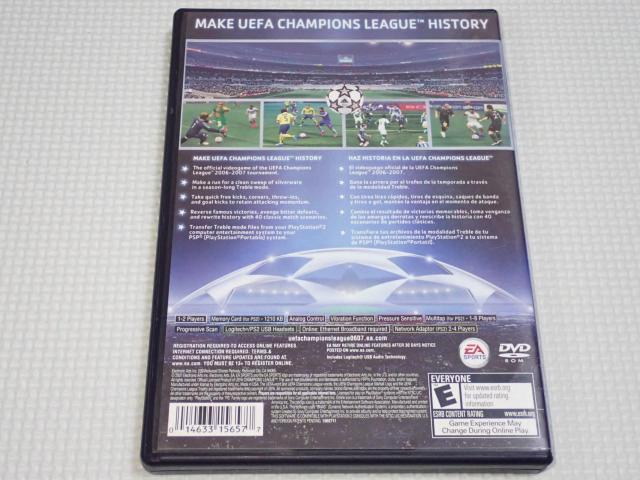 MAKE UEFA CHAMPIONS LEAGUE™ HISTORY
MAKE UEFA CHAMPIONS LEAGUE™ HISTORY
The official videogame of the UEFA Champions
League™ 2006-2007 tournament.
Make a run for a clean sweep of silverware
in a season-long Treble mode.
Take quick free kicks, corners, throw-ins,
and goal kicks to retain attacking momentum.
Reverse famous victories, avenge bitter defeats,
and rewrite history with 40 classic match scenarios.
Transfer Treble mode files from your PlayStation®2
computer entertainment system to your
PSP® (PlayStation®Portable) system.
HAZ HISTORIA EN LA UEFA CHAMPIONS LEAGUE™
El videojuego oficial de la UEFA Champions
League™ 2006-2007.
Gana la carrera por el trofeo de la temporada a través
de la modalidad Treble.
Con tiros libres rápidos, tiros de esquina, saques de banda
y tiros a gol, mantén la ventaja en el momento de ataque.
Cambia el resultado de victorias memorables, toma venganza
de las amargas derrotas y reescribe la historia con 40
escenarios de partidos clásicos.
Transfiere tus archivos de la modalidad Treble de tu
sistema de entretenimiento PlayStation®2 a tu sistema
de PSP® (PlayStation®Portátil).
1-2 Players Memory Card (for PS2) - 1210 KB Analog Control Vibration Function Pressure Sensitive Multitap (for PS2) - 1-8 Players
Progressive Scan Logitech/PS2 USB Headsets Online: Ethernet Broadband required Network Adaptor (PS2) 2-4 Players
uefachampionsleague0607.ea.com
REGISTRATION REQUIRED TO ACCESS ONLINE FEATURES.
INTERNET CONNECTION REQUIRED. TERMS &
CONDITIONS AND FEATURE UPDATES ARE FOUND AT
www.ea.com. YOU MUST BE 13+ TO REGISTER ONLINE.
EA MAY RETIRE ONLINE FEATURES AFTER 30 DAYS NOTICE
POSTED ON www.ea.com.
Includes Logitech® USB Audio Technology.
EA
SPORTS
DVD
ROM
EVERYONE
E
Visit www.esrb.org
for updated rating
information
ESRB CONTENT RATING www.esrb.org
Game Experience May
Change During Online Play
0 14633 15657 7